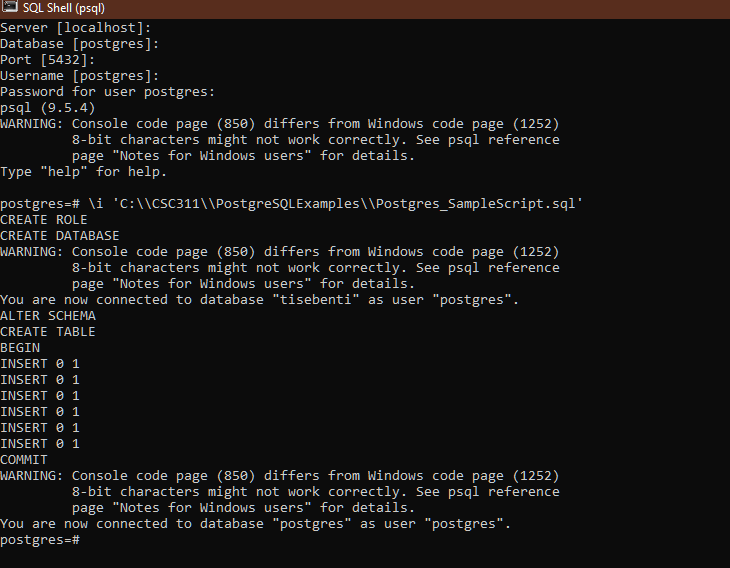 SQL Shell (psql)
Server [localhost]:
Database [postgres]:
Port [5432]:
Username [postgres]:
Password for user postgres:
psql (9.5.4)
WARNING: Console code page (850) differs from Windows code page (1252)
         8-bit characters might not work correctly. See psql reference
         page "Notes for Windows users" for details.
Type "help" for help.

postgres=# \i 'C:\\CSC311\\PostgreSQLExamples\\Postgres_SampleScript.sql'
CREATE ROLE
CREATE DATABASE
WARNING: Console code page (850) differs from Windows code page (1252)
         8-bit characters might not work correctly. See psql reference
         page "Notes for Windows users" for details.
You are now connected to database "tisebenti" as user "postgres".
ALTER SCHEMA
CREATE TABLE
BEGIN
INSERT 0 1
INSERT 0 1
INSERT 0 1
INSERT 0 1
INSERT 0 1
INSERT 0 1
COMMIT
WARNING: Console code page (850) differs from Windows code page (1252)
         8-bit characters might not work correctly. See psql reference
         page "Notes for Windows users" for details.
You are now connected to database "postgres" as user "postgres".
postgres=#